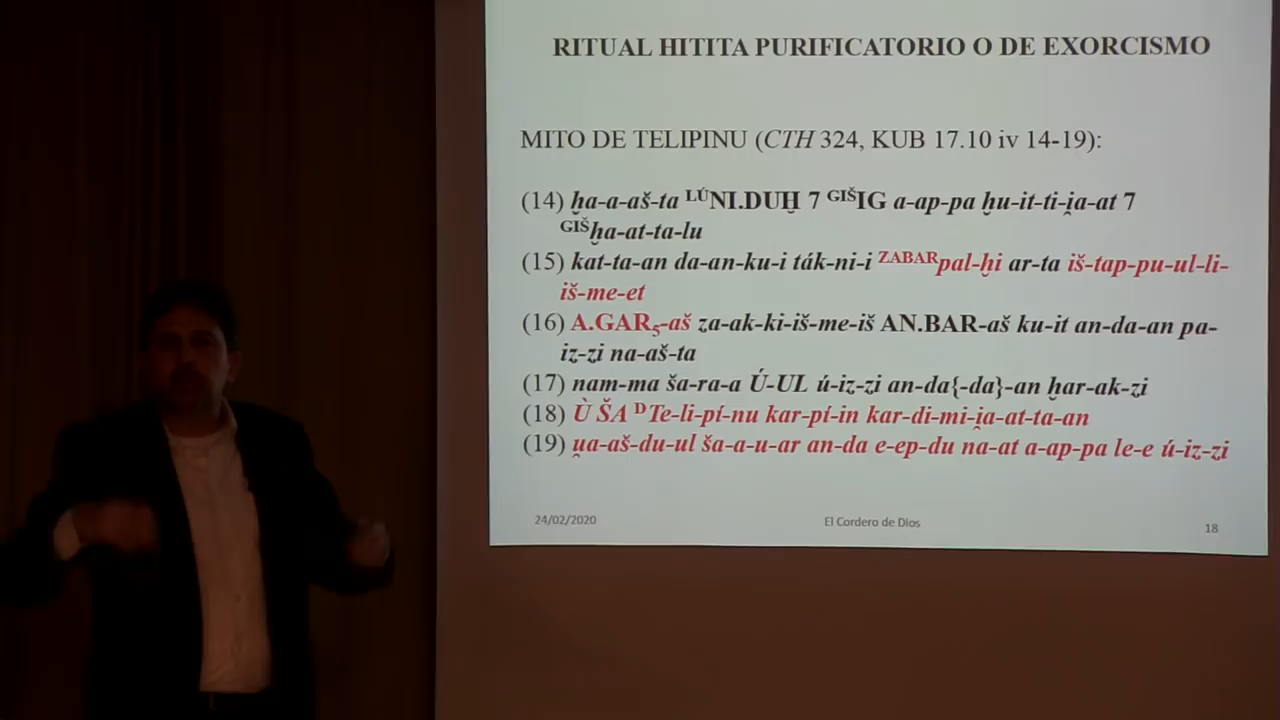 RITUAL HITITA PURIFICATORIO O DE EXORCISMO
MITO DE TELIPINU (CTH 324, KUB 17.10 iv 14-19):
(14) ḫa-a-aš-ta ᴸÚNI.DUḪ 7 ᴳᴵˢ̌IG a-ap-pa ḫu-it-ti-i̯a-at 7
ᴳᴵˢ̌ḫa-at-ta-lu
(15) kat-ta-an da-an-ku-i ták-ni-i ᶻᴬᴮᴬᴿpal-ḫi ar-ta iš-tap-pu-ul-li-
iš-me-et
(16) A.GAR₅-aš za-ak-ki-iš-me-iš AN.BAR-aš ku-it an-da-an pa-
iz-zi na-aš-ta
(17) nam-ma ša-ra-a Ú-UL ú-iz-zi an-da{-da}-an ḫar-ak-zi
(18) Ù ŠA ᴰTe-li-pí-nu kar-pí-in kar-di-mi-i̯a-at-ta-an
(19) u̯a-aš-du-ul ša-a-u-ar an-da e-ep-du na-at a-ap-pa le-e ú-iz-zi
24/02/2020
El Cordero de Dios
18